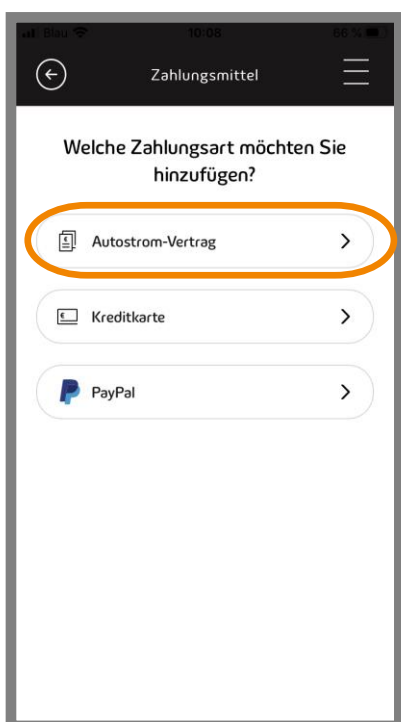 Blau 10:08 66 %
Zahlungsmittel
Welche Zahlungsart möchten Sie
hinzufügen?
Autostrom-Vertrag
Kreditkarte
PayPal